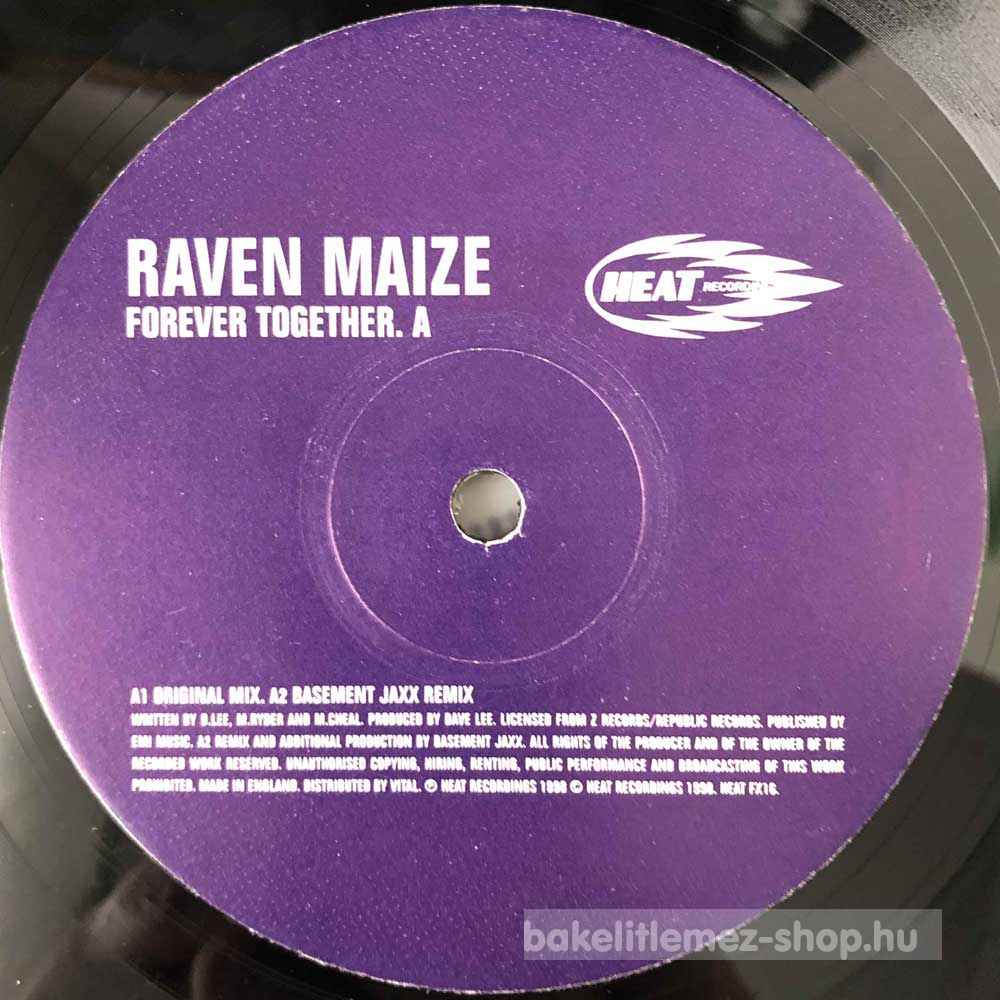 RAVEN MAIZE
FOREVER TOGETHER. A
HEAT RECORDS
A1 ORIGINAL MIX. A2 BASEMENT JAXX REMIX
WRITTEN BY D.LEE, M.RYDER AND M.CHEAL. PRODUCED BY DAVE LEE. LICENSED FROM Z RECORDS/REPUBLIC RECORDS. PUBLISHED BY
EMI MUSIC. A2 REMIX AND ADDITIONAL PRODUCTION BY BASEMENT JAXX. ALL RIGHTS OF THE PRODUCER AND OF THE OWNER OF THE
RECORDED WORK RESERVED. UNAUTHORISED COPYING, HIRING, RENTING, PUBLIC PERFORMANCE AND BROADCASTING OF THIS WORK
PROHIBITED. MADE IN ENGLAND. DISTRIBUTED BY VITAL. ℗ HEAT RECORDINGS 1998 © HEAT RECORDINGS 1998. HEAT FX16.
bakelitlemez-shop.hu